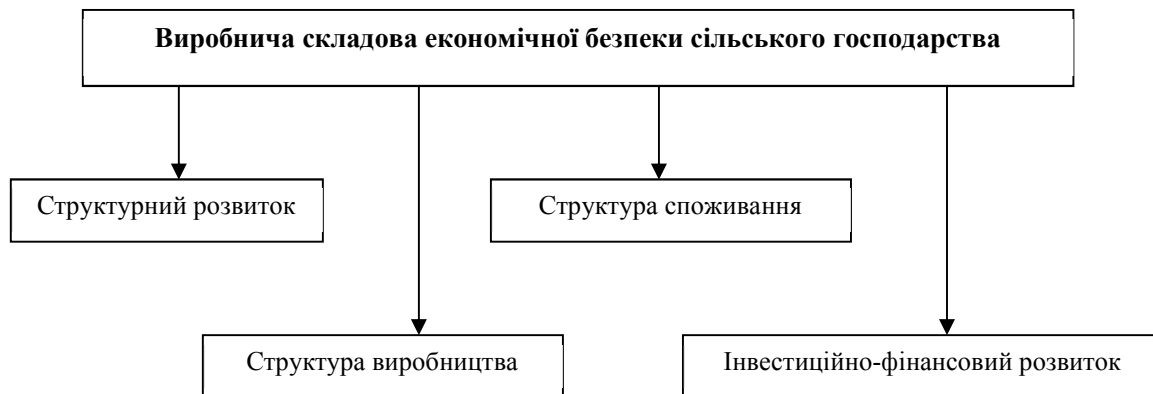 Виробнича складова економічної безпеки сільського господарства
Структурний розвиток
Структура споживання
Структура виробництва
Інвестиційно-фінансовий розвиток